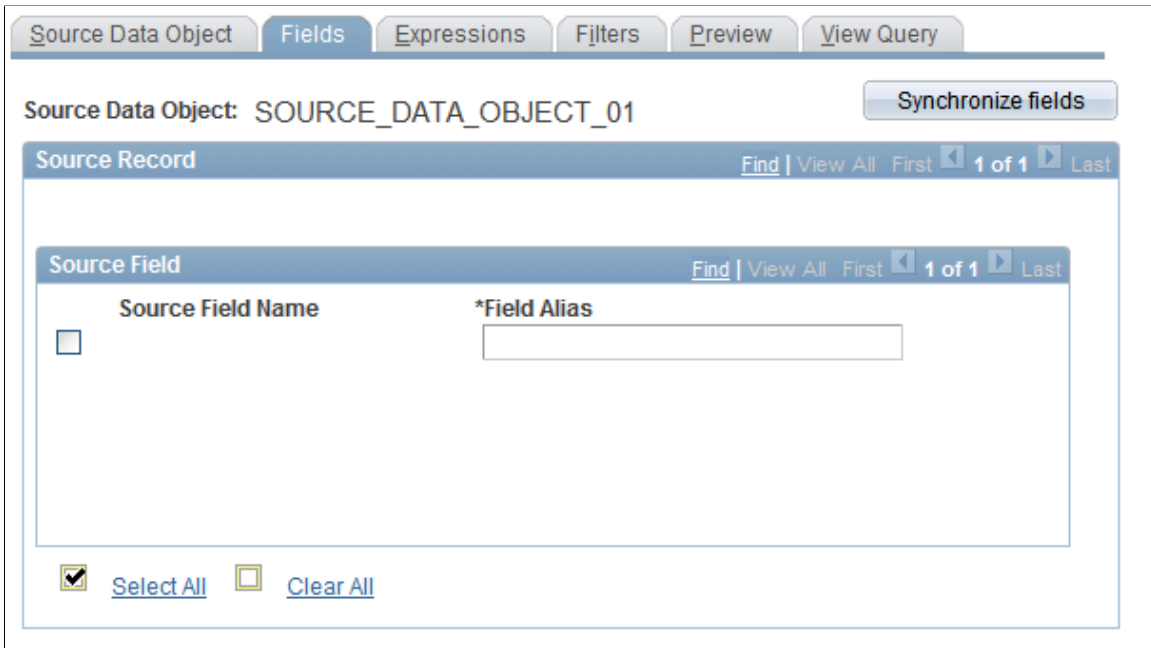 Source Data Object Fields Expressions Filters Preview View Query
Source Data Object: SOURCE_DATA_OBJECT_01 Synchronize fields
Source Record Find | View All First 1 of 1 Last
Source Field Find | View All First 1 of 1 Last
Source Field Name *Field Alias
Select All Clear All